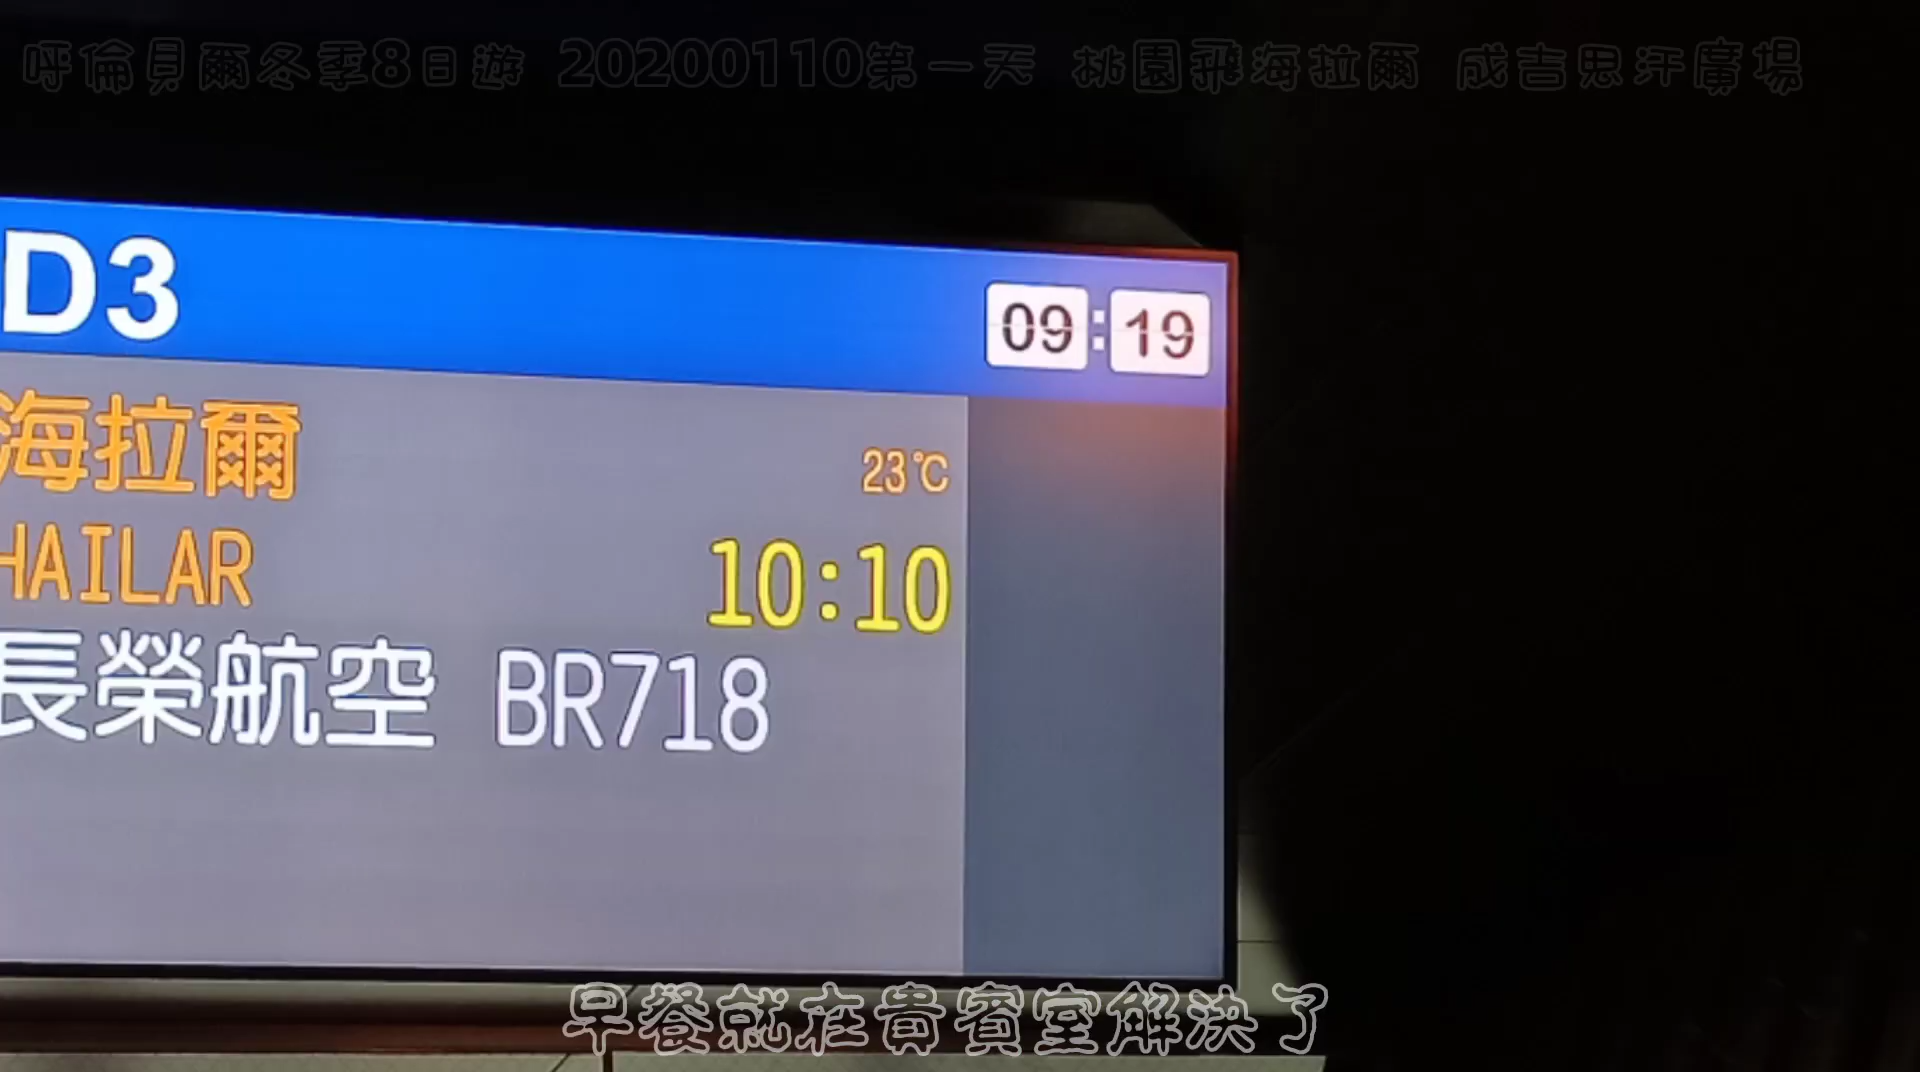 呼倫貝爾冬季8日遊 20200110第一天 桃園飛海拉爾 成吉思汗廣場
D3
09:19
海拉爾
23℃
HAILAR
10:10
長榮航空 BR718
早餐就在貴賓室解決了